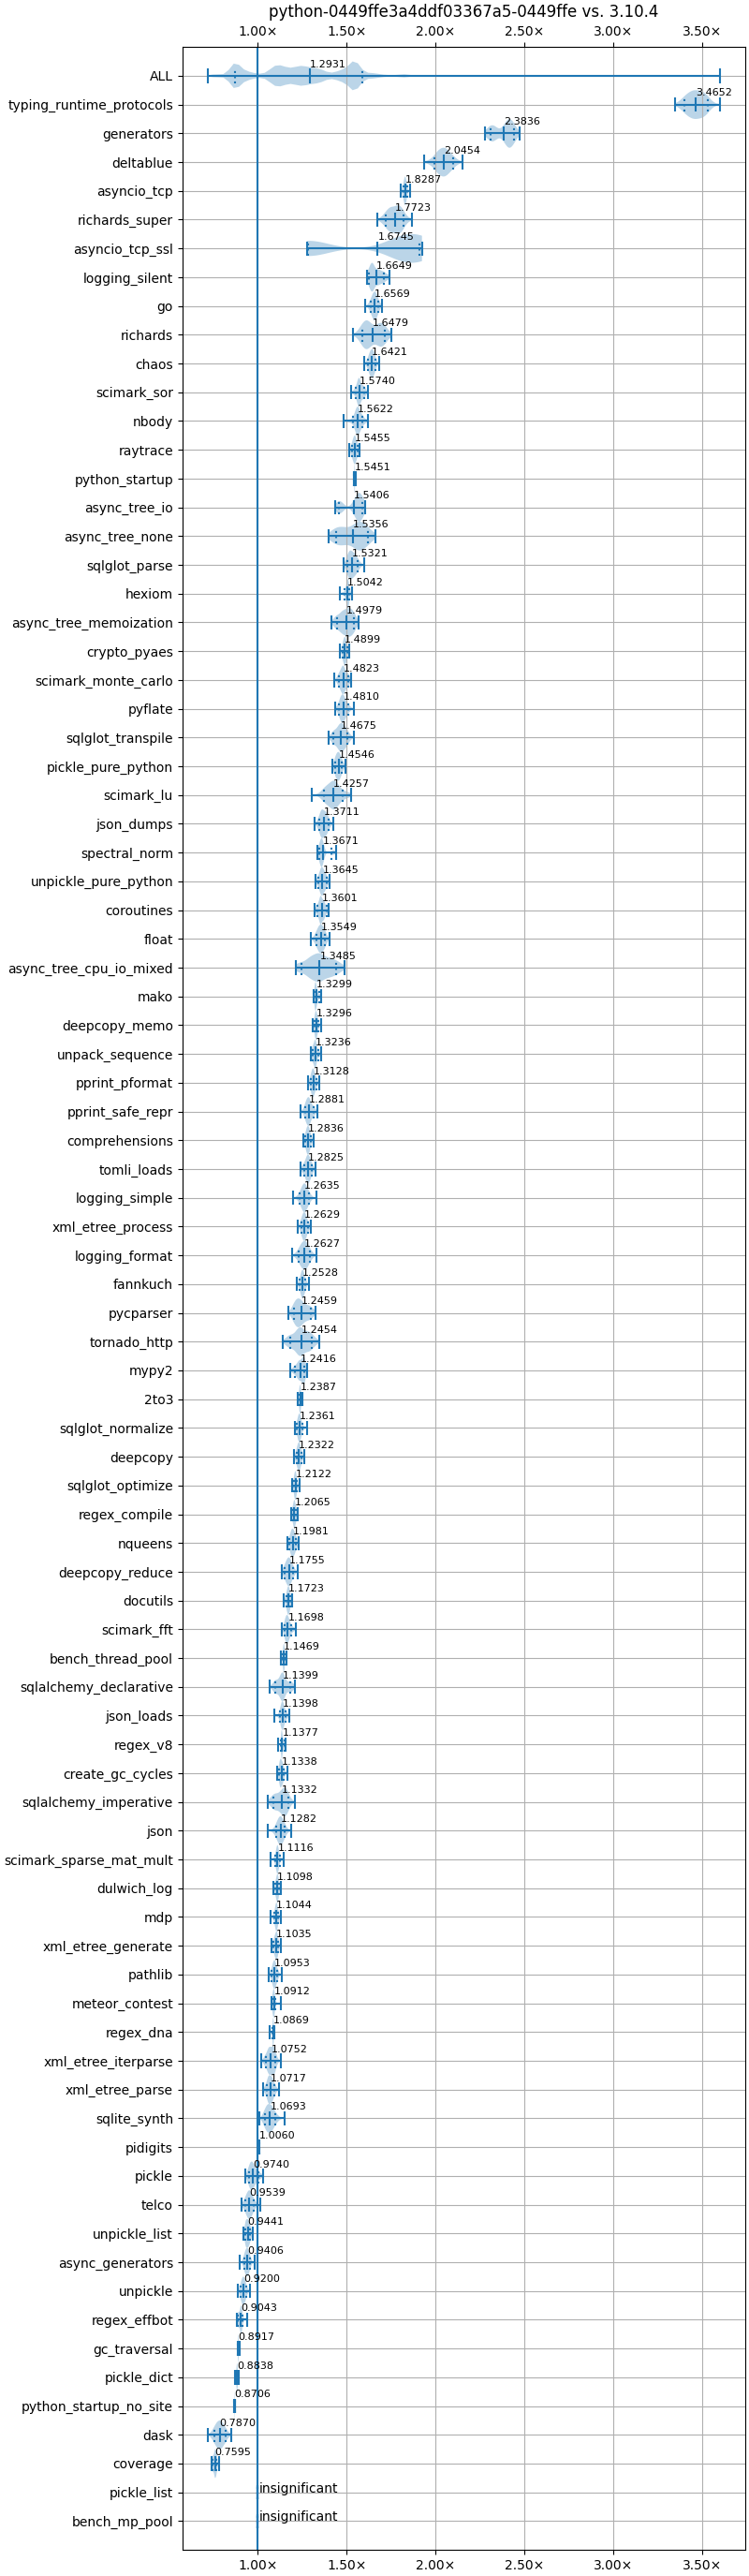 python-0449ffe3a4ddf03367a5-0449ffe vs. 3.10.4
1.00× 1.50× 2.00× 2.50× 3.00× 3.50×
ALL 1.2931
typing_runtime_protocols 3.4652
generators 2.3836
deltablue 2.0454
asyncio_tcp 1.8287
richards_super 1.7723
asyncio_tcp_ssl 1.6745
logging_silent 1.6649
go 1.6569
richards 1.6479
chaos 1.6421
scimark_sor 1.5740
nbody 1.5622
raytrace 1.5455
python_startup 1.5451
async_tree_io 1.5406
async_tree_none 1.5356
sqlglot_parse 1.5321
hexiom 1.5042
async_tree_memoization 1.4979
crypto_pyaes 1.4899
scimark_monte_carlo 1.4823
pyflate 1.4810
sqlglot_transpile 1.4675
pickle_pure_python 1.4546
scimark_lu 1.4257
json_dumps 1.3711
spectral_norm 1.3671
unpickle_pure_python 1.3645
coroutines 1.3601
float 1.3549
async_tree_cpu_io_mixed 1.3485
mako 1.3299
deepcopy_memo 1.3296
unpack_sequence 1.3236
pprint_pformat 1.3128
pprint_safe_repr 1.2881
comprehensions 1.2836
tomli_loads 1.2825
logging_simple 1.2635
xml_etree_process 1.2629
logging_format 1.2627
fannkuch 1.2528
pycparser 1.2459
tornado_http 1.2454
mypy2 1.2416
2to3 1.2387
sqlglot_normalize 1.2361
deepcopy 1.2322
sqlglot_optimize 1.2122
regex_compile 1.2065
nqueens 1.1981
deepcopy_reduce 1.1755
docutils 1.1723
scimark_fft 1.1698
bench_thread_pool 1.1469
sqlalchemy_declarative 1.1399
json_loads 1.1398
regex_v8 1.1377
create_gc_cycles 1.1338
sqlalchemy_imperative 1.1332
json 1.1282
scimark_sparse_mat_mult 1.1116
dulwich_log 1.1098
mdp 1.1044
xml_etree_generate 1.1035
pathlib 1.0953
meteor_contest 1.0912
regex_dna 1.0869
xml_etree_iterparse 1.0752
xml_etree_parse 1.0717
sqlite_synth 1.0693
pidigits 1.0060
pickle 0.9740
telco 0.9539
unpickle_list 0.9441
async_generators 0.9406
unpickle 0.9200
regex_effbot 0.9043
gc_traversal 0.8917
pickle_dict 0.8838
python_startup_no_site 0.8706
dask 0.7870
coverage 0.7595
pickle_list insignificant
bench_mp_pool insignificant
1.00× 1.50× 2.00× 2.50× 3.00× 3.50×